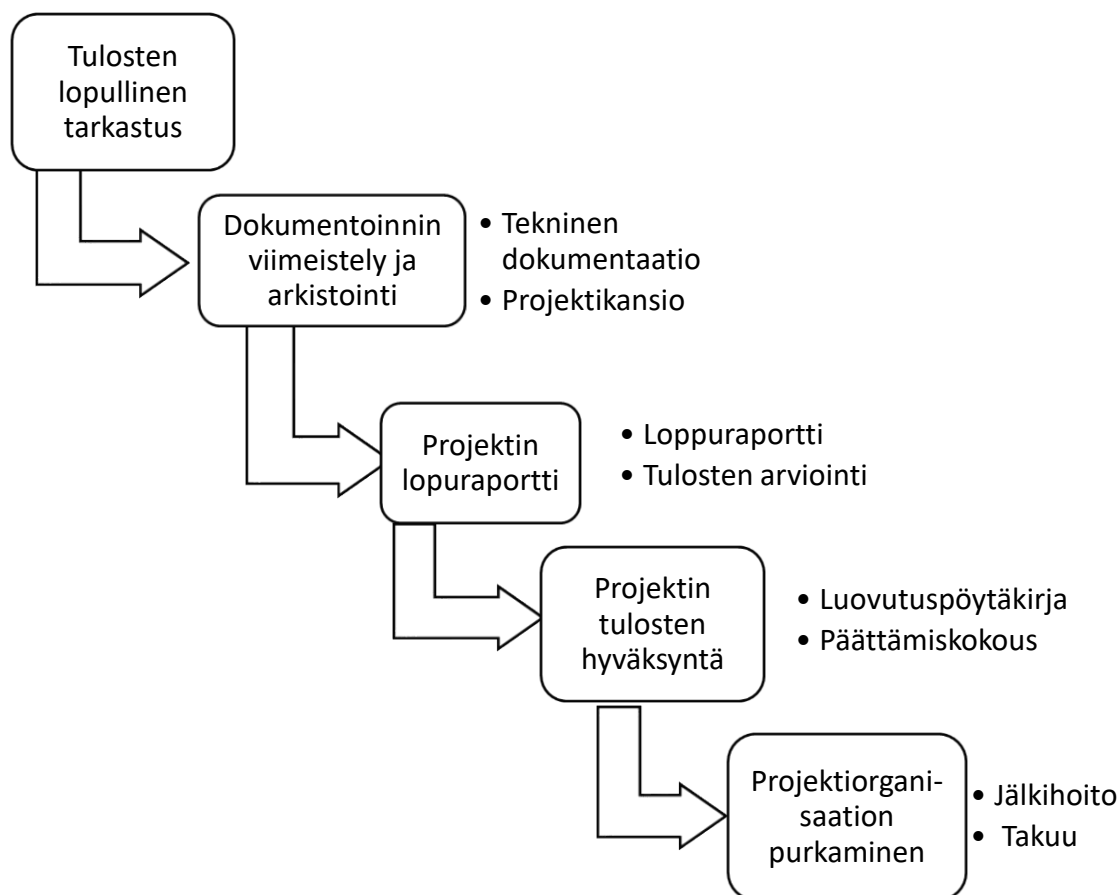 Tulosten
lopullinen
tarkastus
Dokumentoinnin
viimeistely ja
arkistointi
• Tekninen
dokumentaatio
• Projektikansio
Projektin
lopuraportti
• Loppuraportti
• Tulosten arviointi
Projektin
tulosten
hyväksyntä
• Luovutuspöytäkirja
• Päättämiskokous
Projektiorgani-
saation
purkaminen
• Jälkihoito
• Takuu